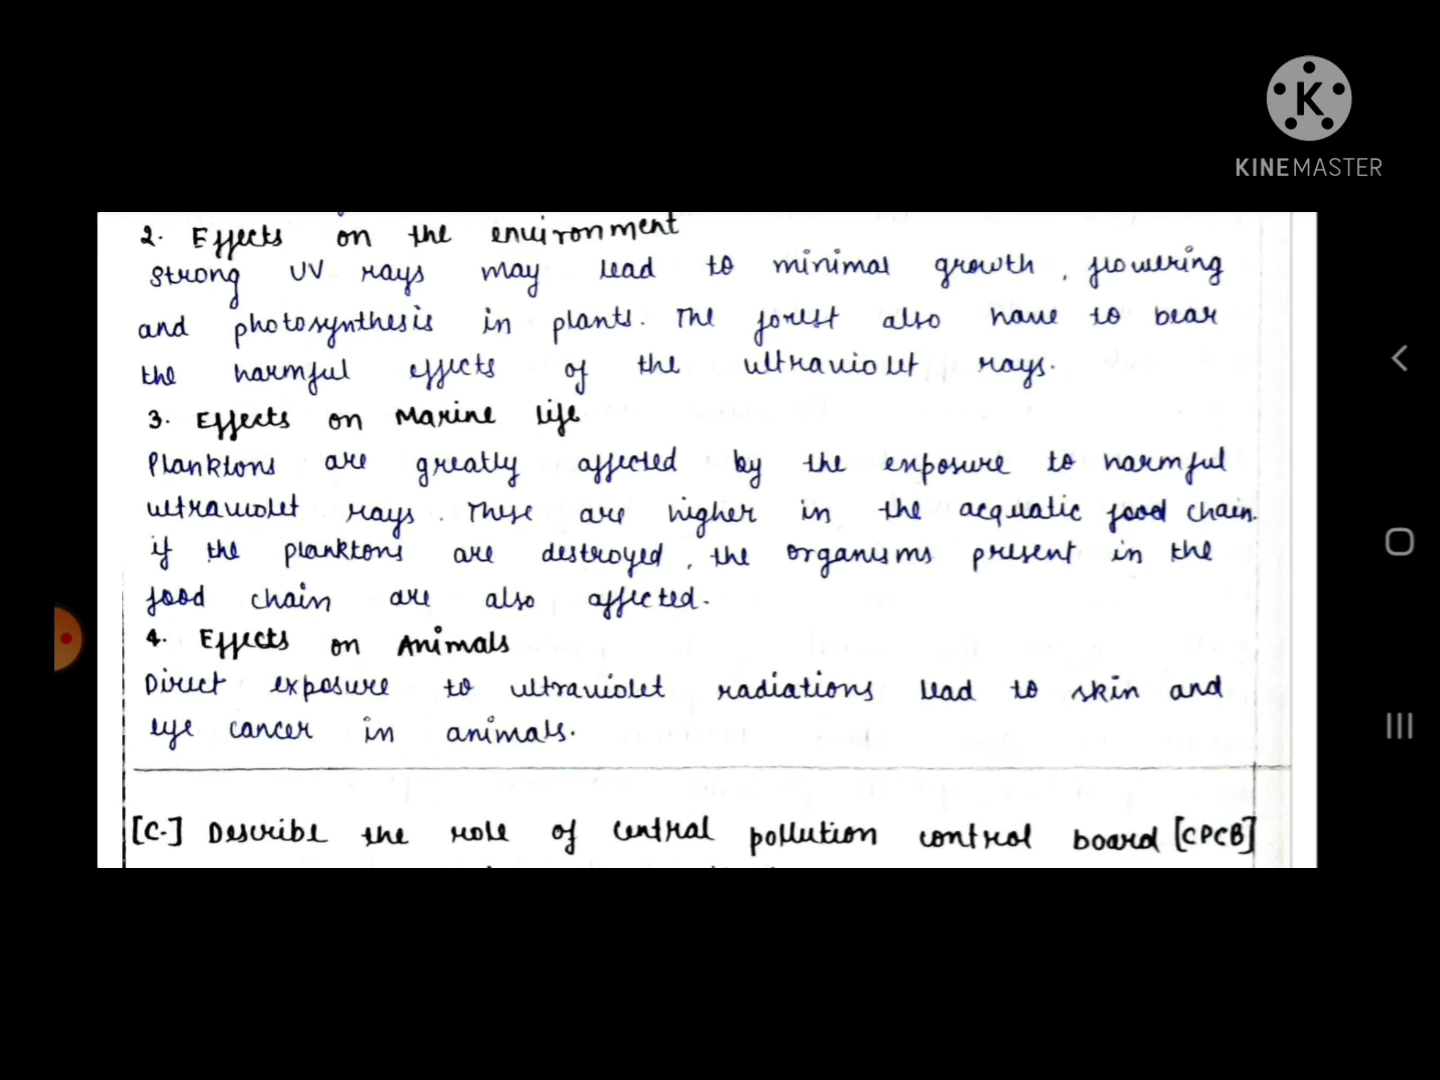 K
KINEMASTER
2. Effects on the environment
Strong UV rays may lead to minimal growth, flowering
and photosynthesis in plants. The forest also have to bear
the harmful effects of the ultraviolet rays.
3. Effects on Marine life
Planktons are greatly affected by the exposure to harmful
ultraviolet rays. These are higher in the acquatic food chain.
if the planktons are destroyed, the organisms present in the
food chain are also affected.
4. Effects on Animals
Direct exposure to ultraviolet radiations lead to skin and
eye cancer in animals.
[C.] Describe the role of central pollution control board [CPCB]